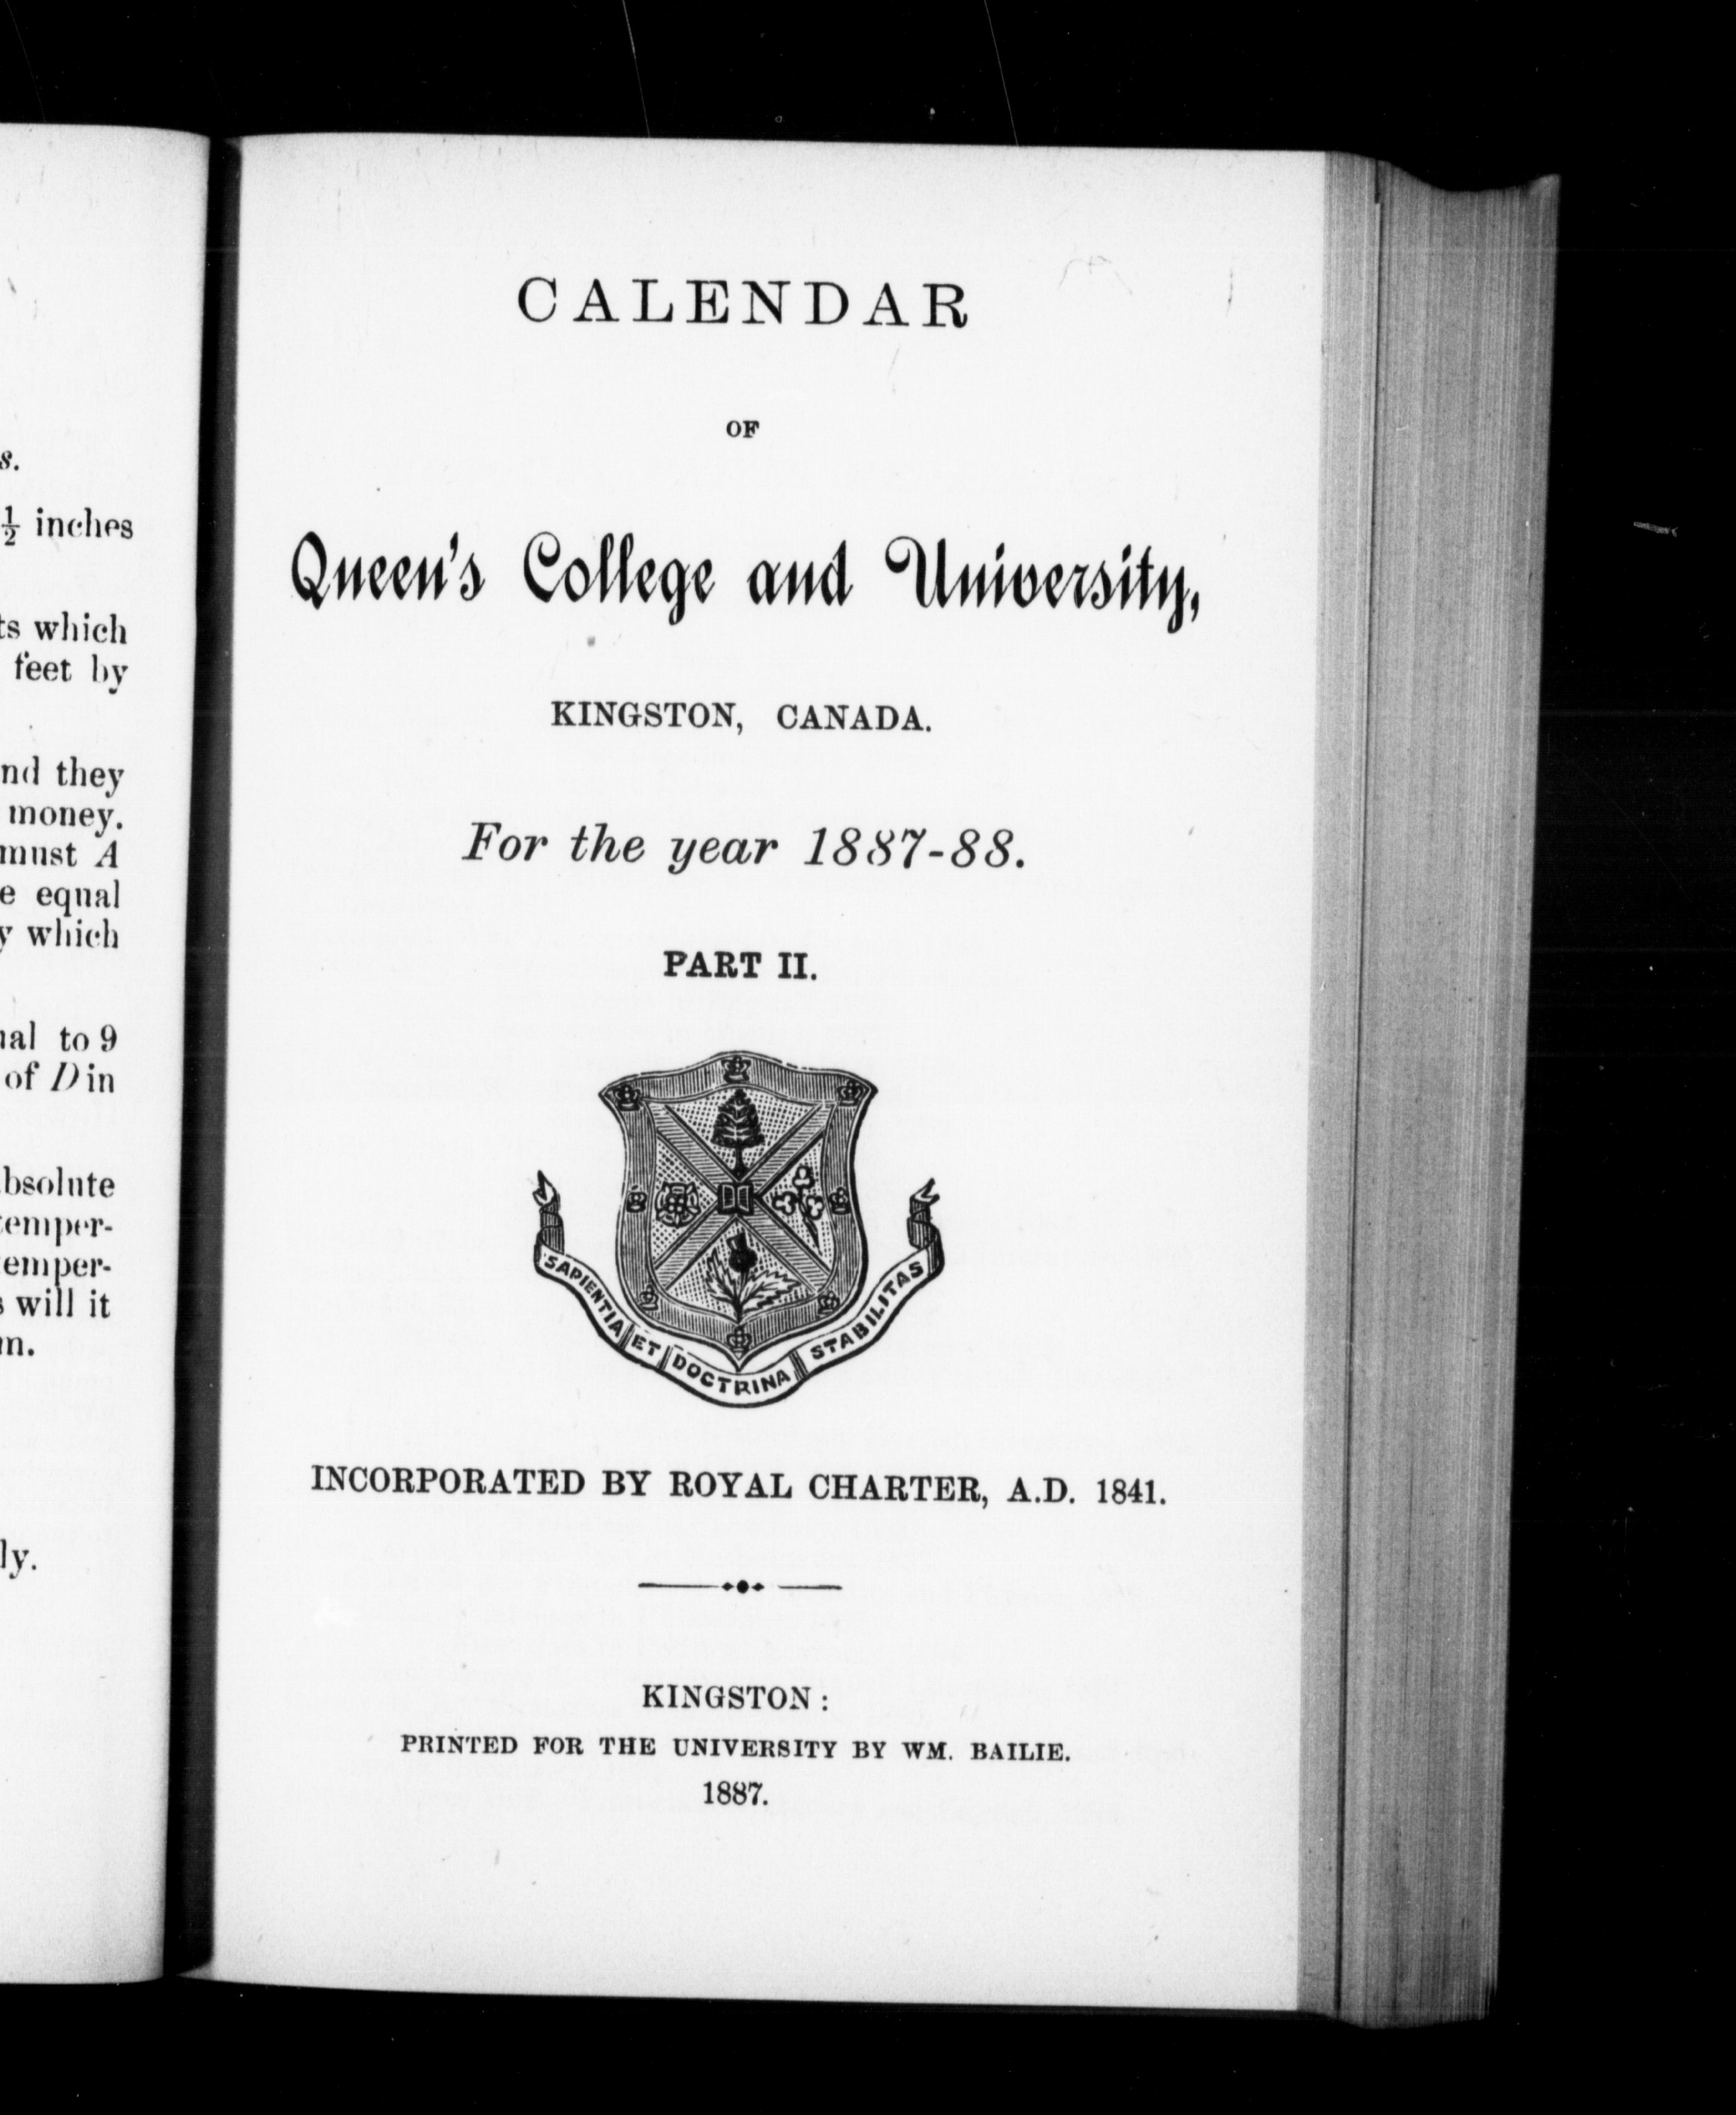 s.
½ inches
ts which
feet by
nd they
money.
must A
e equal
y which
ual to 9
of D in
bsolute
temper-
emper-
s will it
m.
ly.
CALENDAR
OF
Queen's College and University,
KINGSTON, CANADA.
For the year 1887-88.
PART II.
SAPIENTIA ET DOCTRINA STABILITAS
INCORPORATED BY ROYAL CHARTER, A.D. 1841.
KINGSTON:
PRINTED FOR THE UNIVERSITY BY WM. BAILIE.
1887.